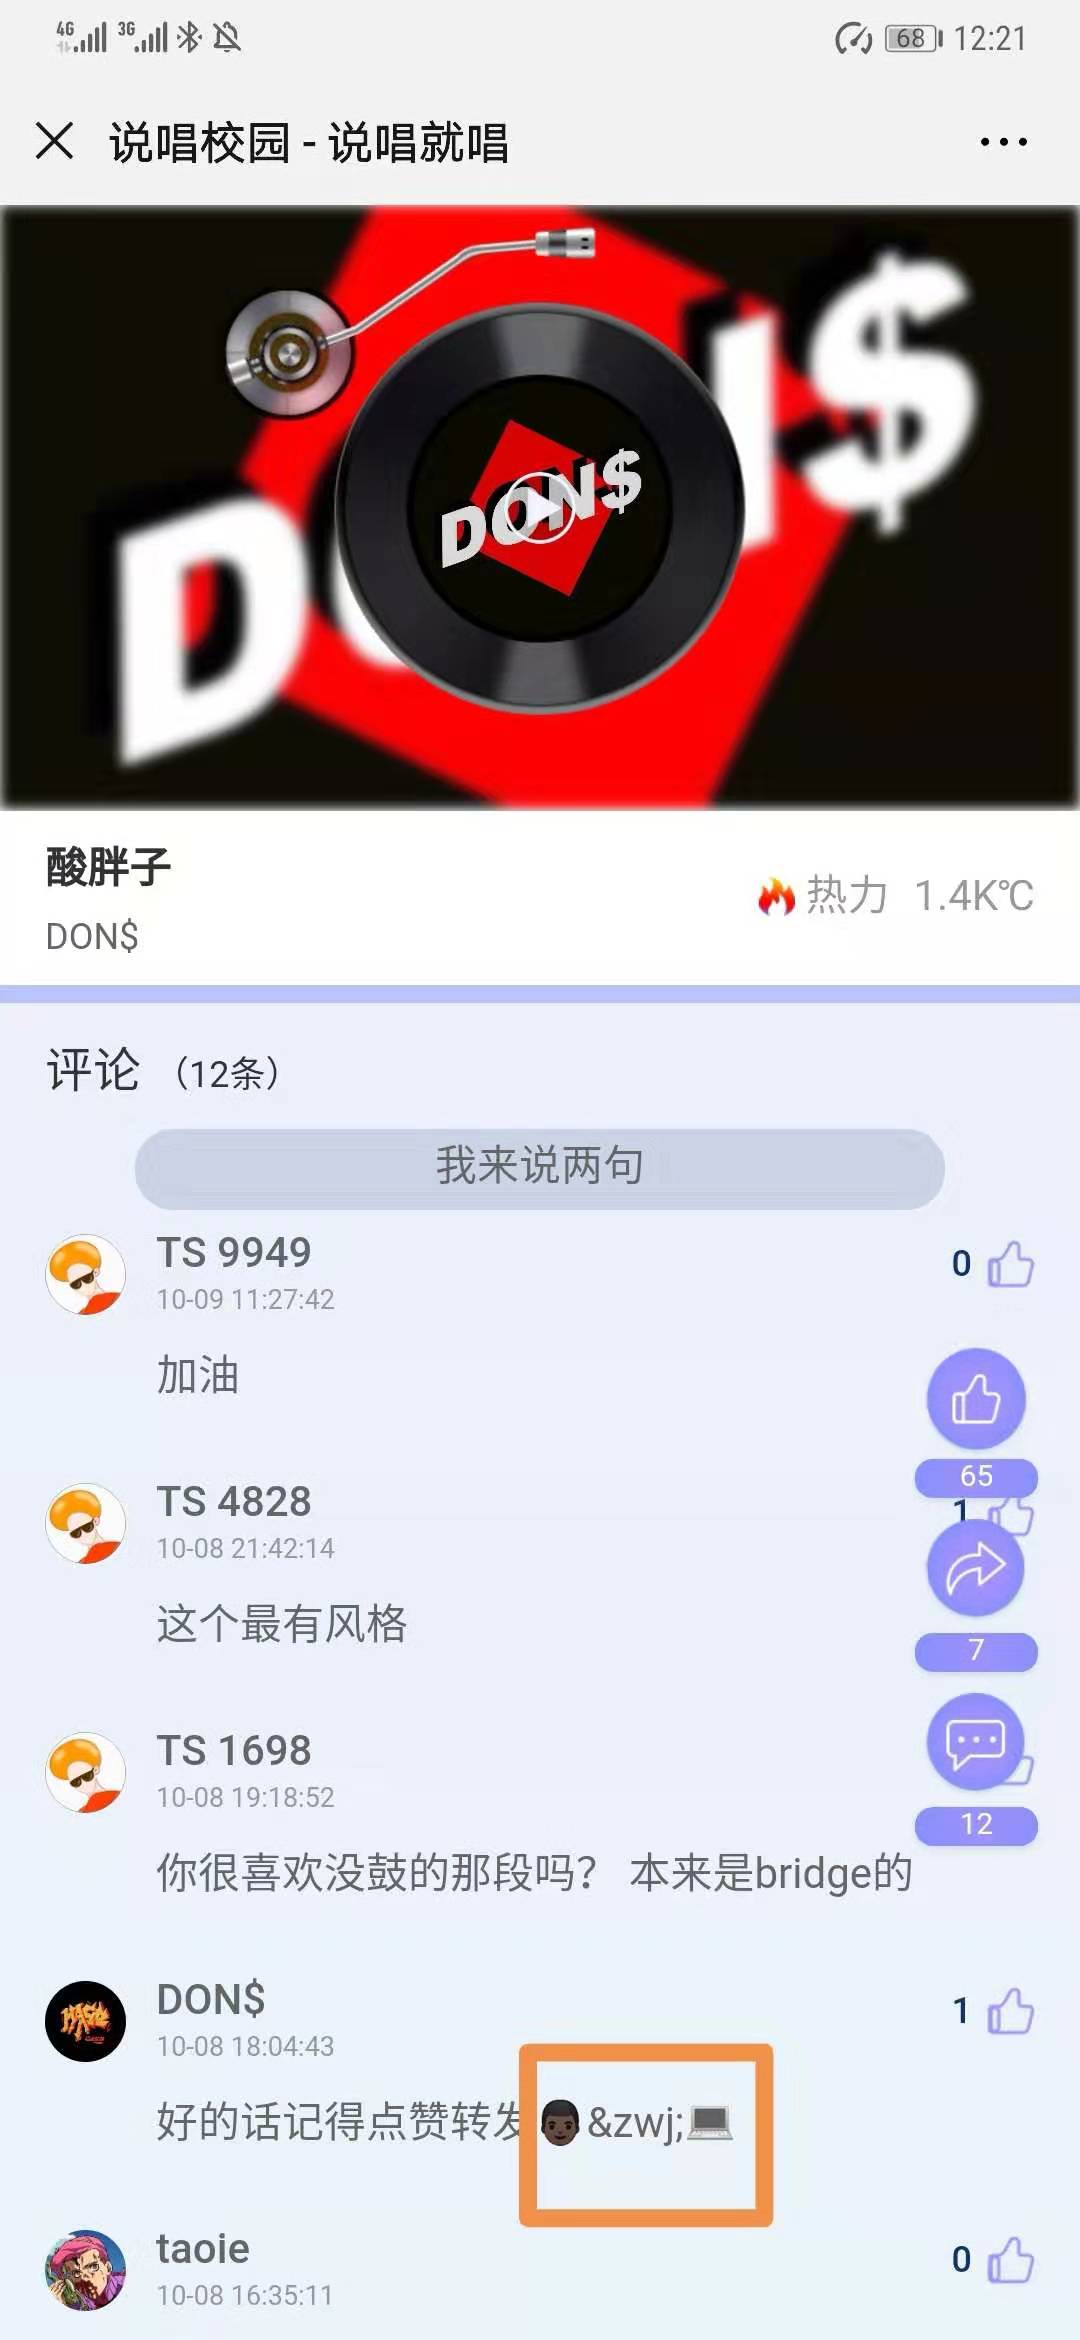 4G 3G 68 12:21
说唱校园 - 说唱就唱
DON$
DON$
酸胖子
热力 1.4K℃
DON$
评论 （12条）
我来说两句
TS 9949
0
10-09 11:27:42
加油
65
TS 4828
1
10-08 21:42:14
这个最有风格
7
TS 1698
10-08 19:18:52
12
你很喜欢没鼓的那段吗？ 本来是bridge的
DON$
1
10-08 18:04:43
好的话记得点赞转发👨🏿&zwj;💻
taoie
0
10-08 16:35:11